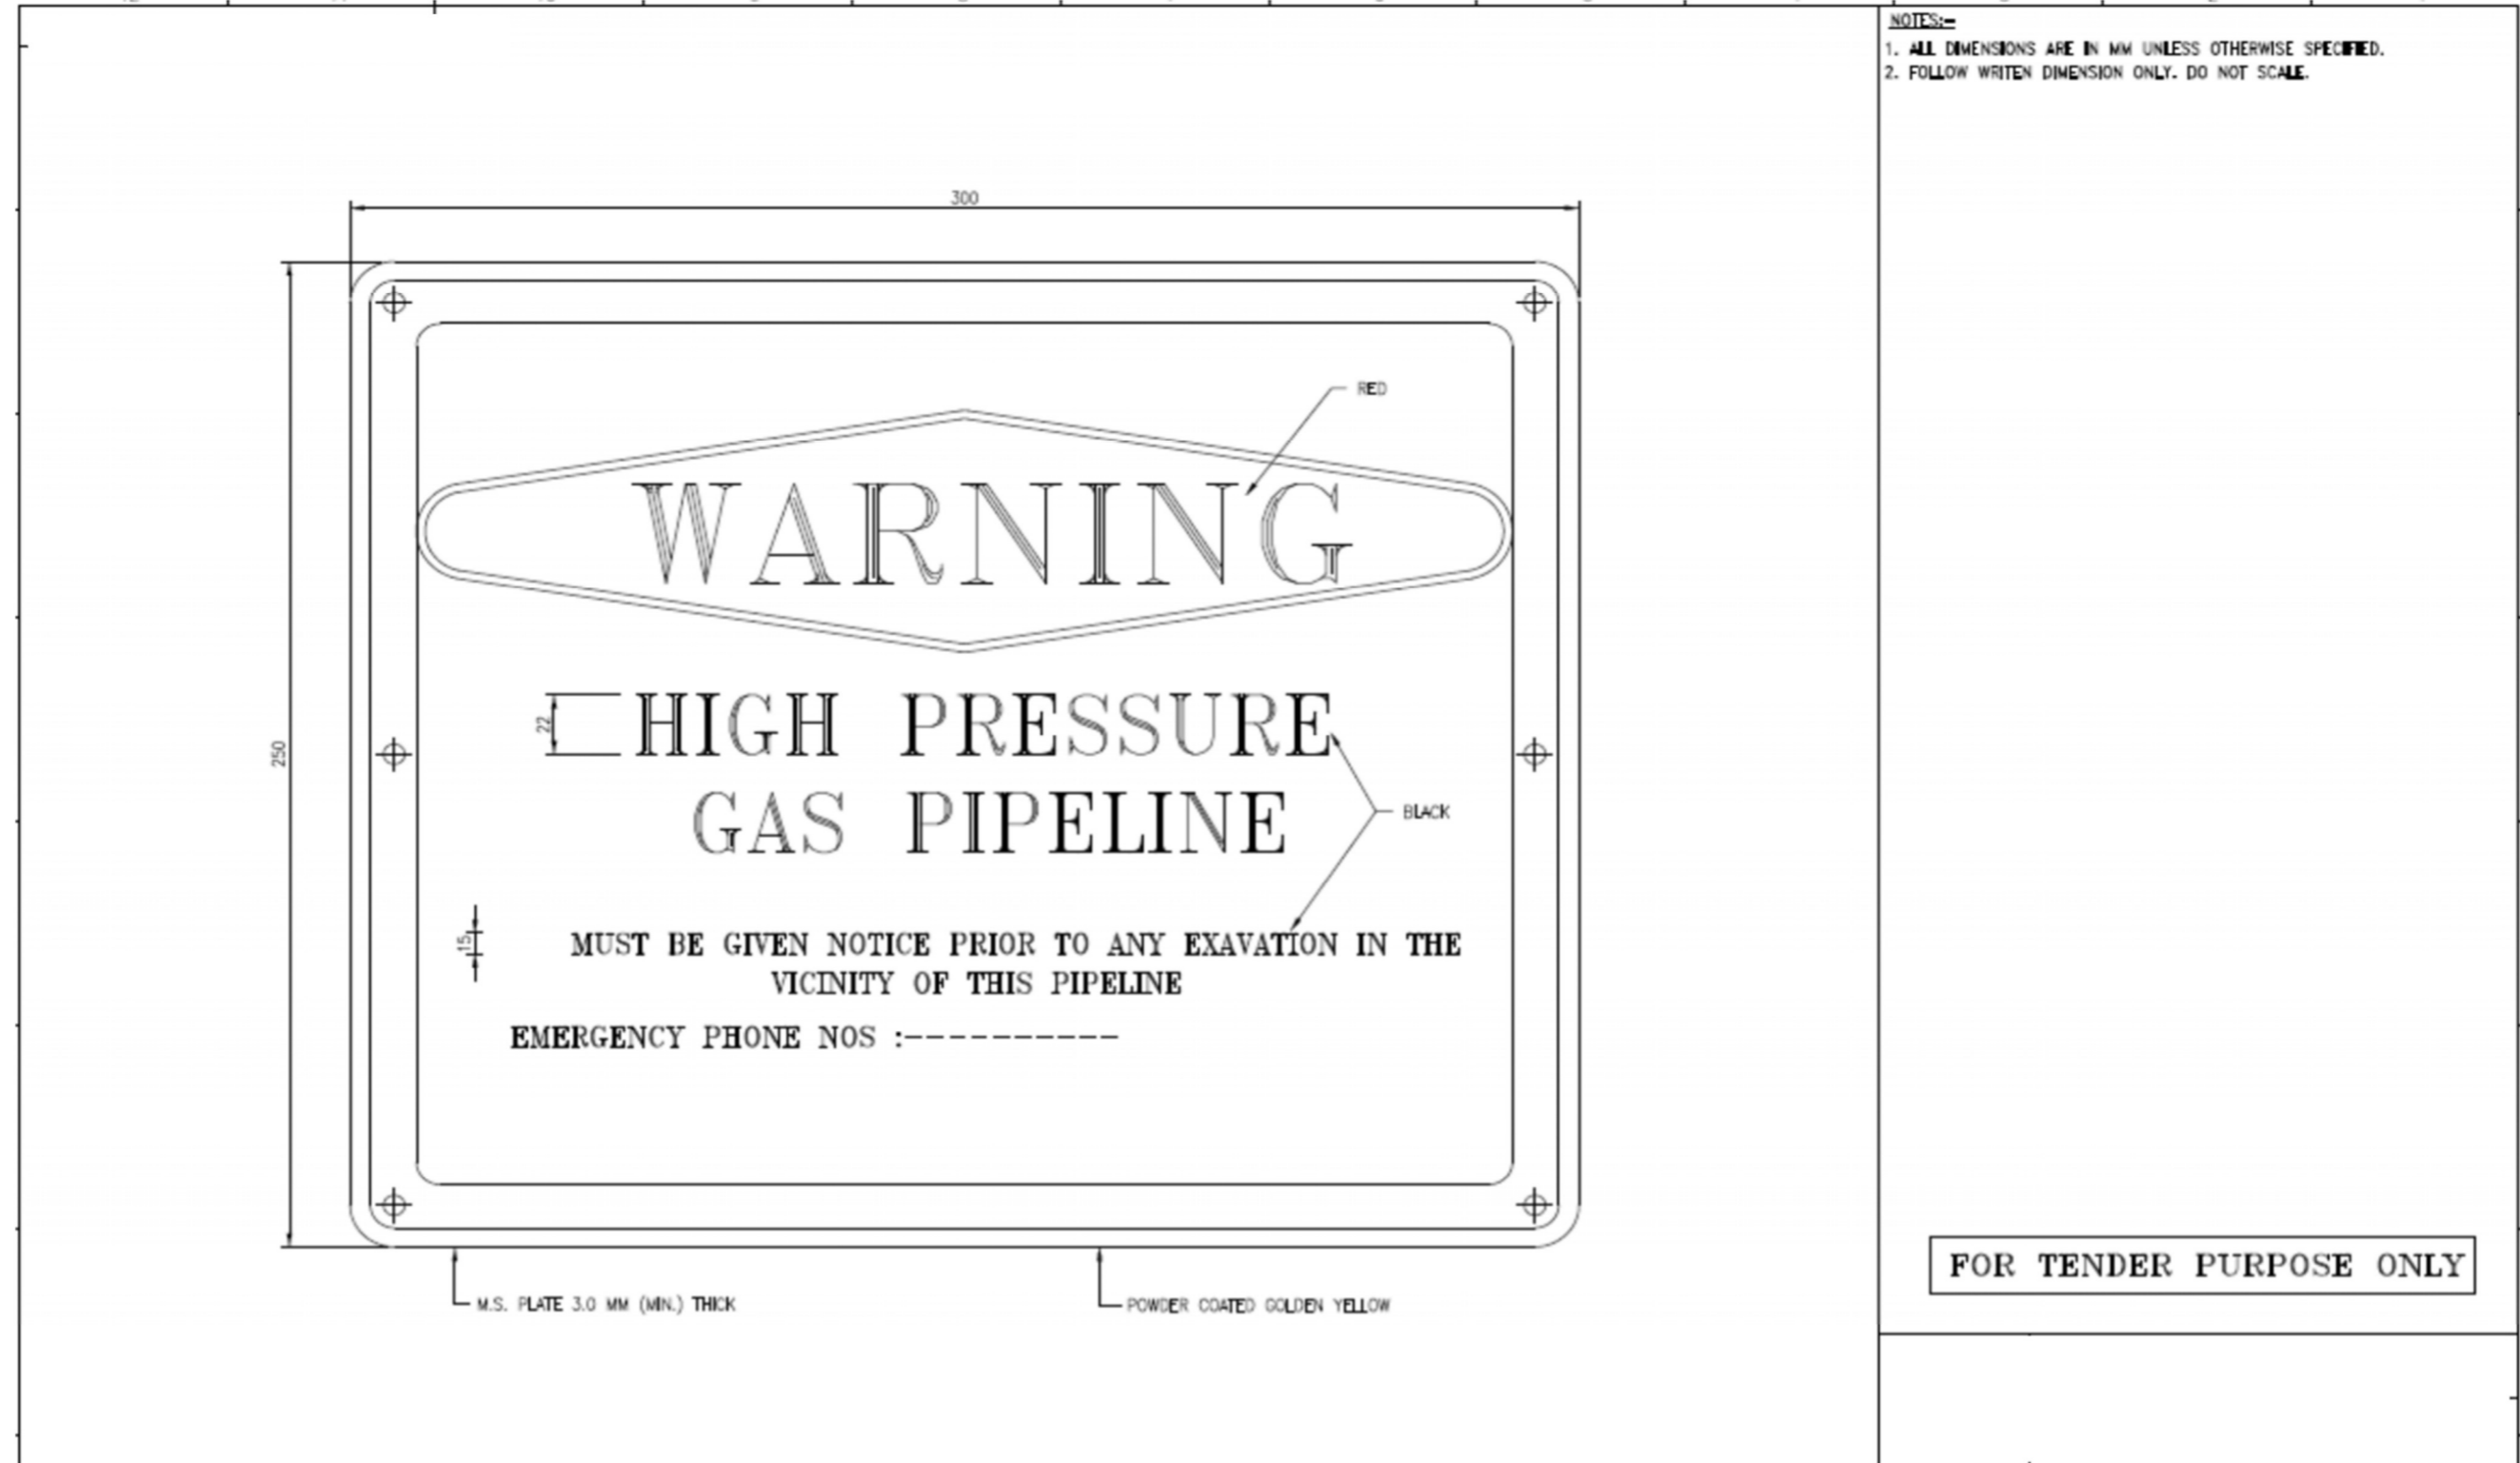 NOTES:-
1. ALL DIMENSIONS ARE IN MM UNLESS OTHERWISE SPECIFIED.
2. FOLLOW WRITEN DIMENSION ONLY. DO NOT SCALE.
300
250
RED
WARNING
22
HIGH PRESSURE
GAS PIPELINE
BLACK
15
MUST BE GIVEN NOTICE PRIOR TO ANY EXAVATION IN THE
VICINITY OF THIS PIPELINE
EMERGENCY PHONE NOS :----------
M.S. PLATE 3.0 MM (MIN.) THICK
POWDER COATED GOLDEN YELLOW
FOR TENDER PURPOSE ONLY